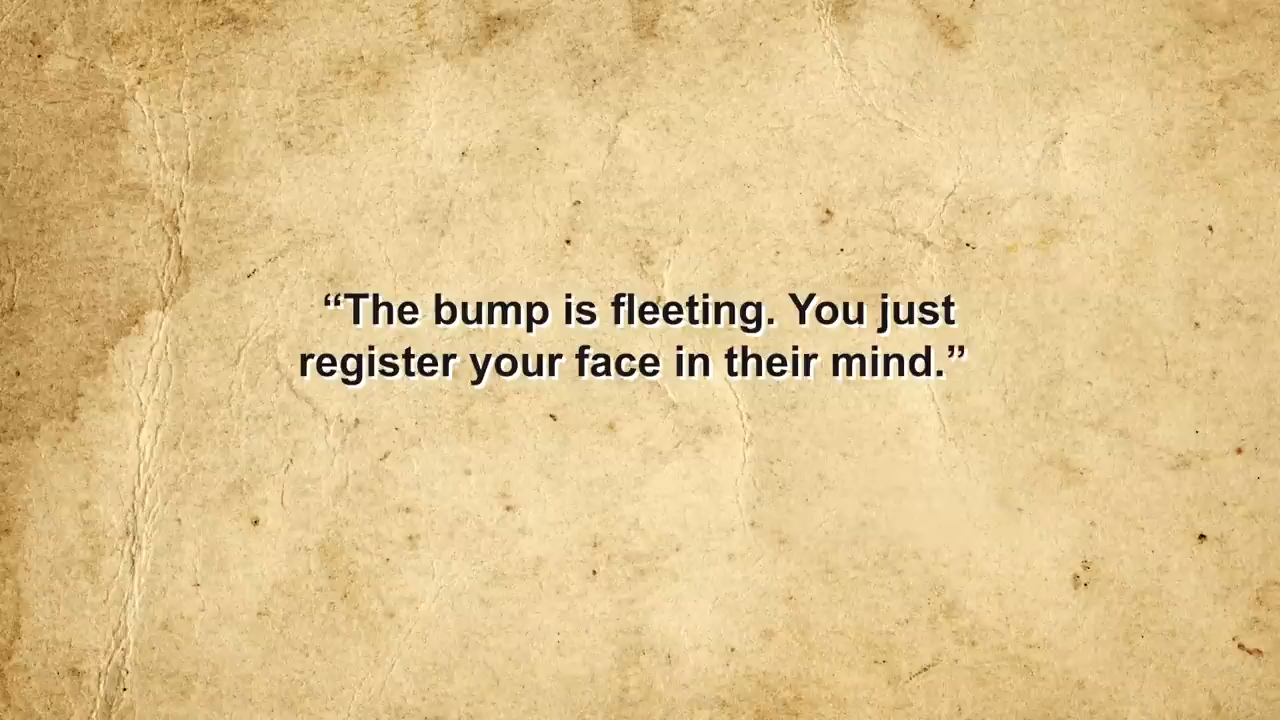 “The bump is fleeting. You just
register your face in their mind.”